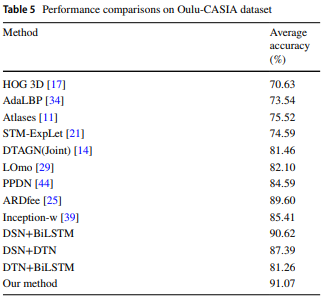 Table 5 Performance comparisons on Oulu-CASIA dataset
Method Average
accuracy
(%)
HOG 3D [17] 70.63
AdaLBP [34] 73.54
Atlases [11] 75.52
STM-ExpLet [21] 74.59
DTAGN(Joint) [14] 81.46
LOmo [29] 82.10
PPDN [44] 84.59
ARDfee [25] 89.60
Inception-w [39] 85.41
DSN+BiLSTM 90.62
DSN+DTN 87.39
DTN+BiLSTM 81.26
Our method 91.07